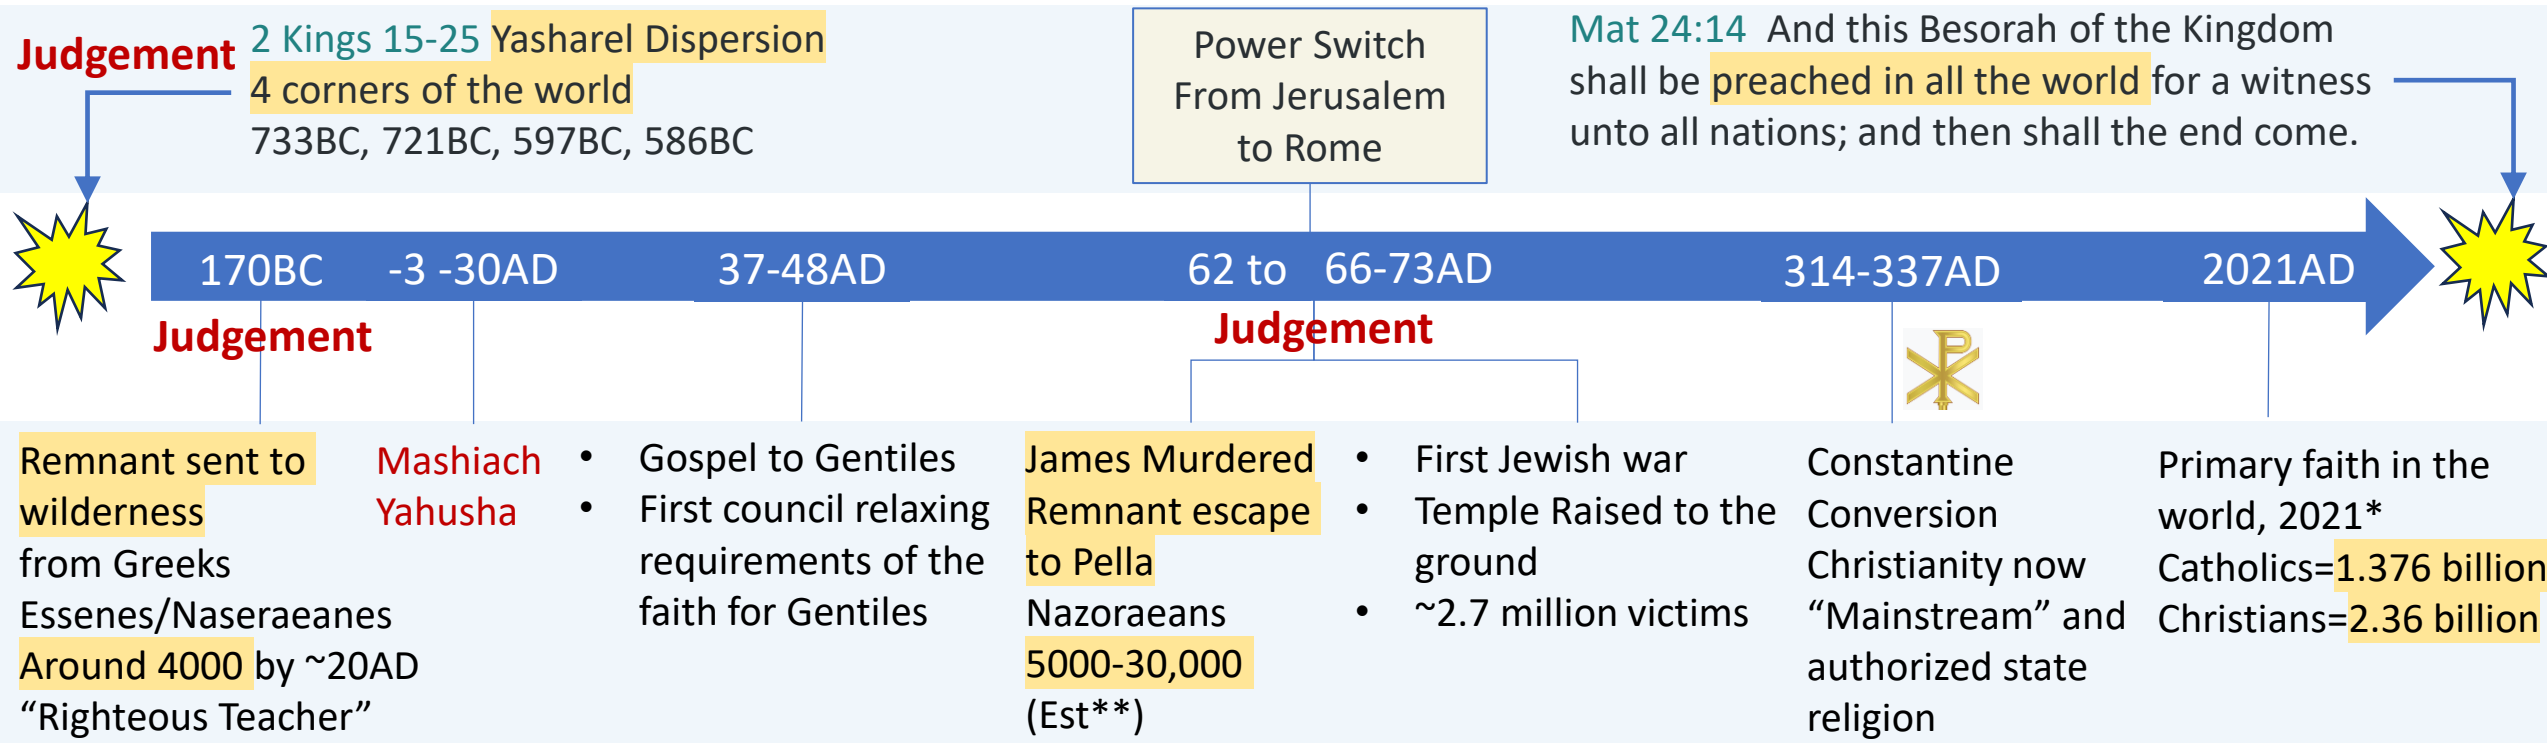 Judgement
2 Kings 15-25 Yasharel Dispersion
4 corners of the world
733BC, 721BC, 597BC, 586BC
Power Switch
From Jerusalem
to Rome
Mat 24:14 And this Besorah of the Kingdom
shall be preached in all the world for a witness
unto all nations; and then shall the end come.
170BC
-3 -30AD
37-48AD
62 to
66-73AD
314-337AD
2021AD
Judgement
Judgement
Remnant sent to
wilderness
from Greeks
Essenes/Naseraeanes
Around 4000 by ~20AD
“Righteous Teacher”
Mashiach
Yahusha
• Gospel to Gentiles
• First council relaxing
requirements of the
faith for Gentiles
James Murdered
Remnant escape
to Pella
Nazoraeans
5000-30,000
(Est**)
• First Jewish war
• Temple Raised to the
ground
• ~2.7 million victims
Constantine
Conversion
Christianity now
“Mainstream” and
authorized state
religion
Primary faith in the
world, 2021*
Catholics=1.376 billion
Christians=2.36 billion